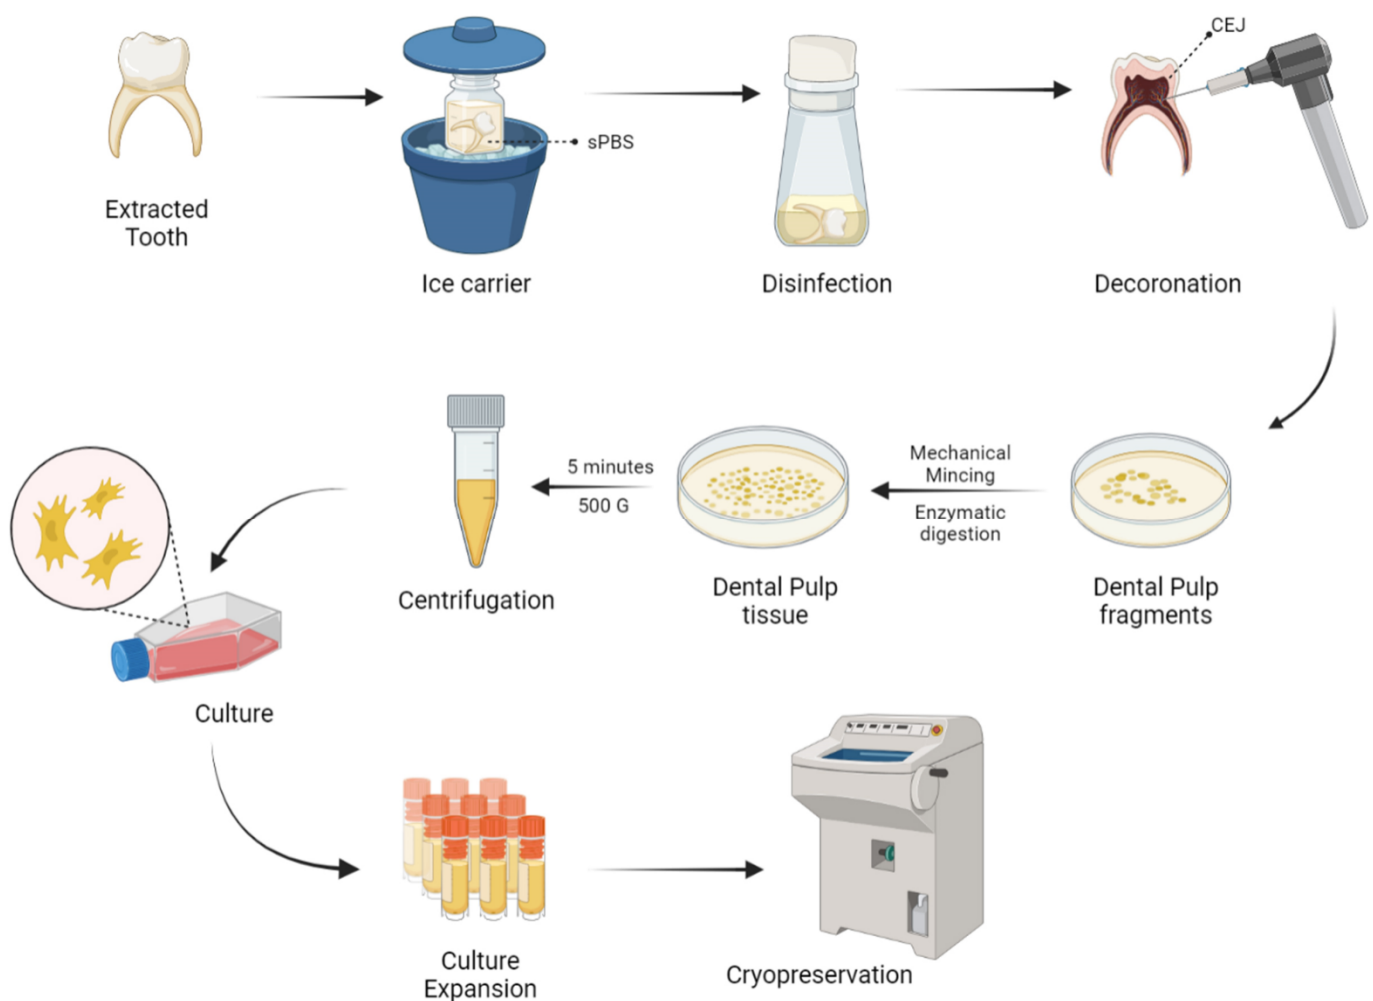 CEJ
sPBS
Extracted
Tooth
Ice carrier
Disinfection
Decoronation
Mechanical
Mincing
Enzymatic
digestion
5 minutes
500 G
Dental Pulp
fragments
Dental Pulp
tissue
Centrifugation
Culture
Culture
Expansion
Cryopreservation